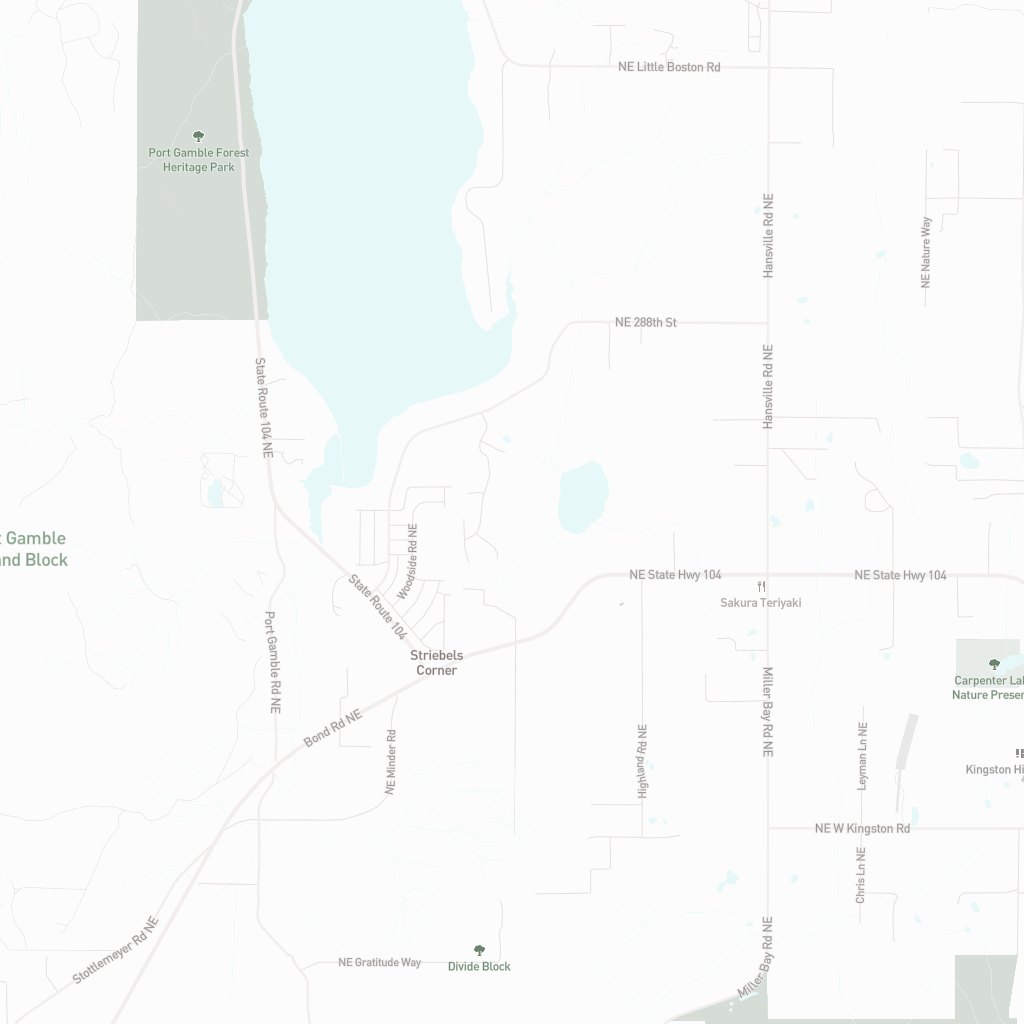 NE Little Boston Rd
Port Gamble Forest
Heritage Park
Hansville Rd NE
NE Nature Way
NE 288th St
State Route 104 NE
Hansville Rd NE
Gamble
Block
Woodside Rd NE
NE State Hwy 104
NE State Hwy 104
Sakura Teriyaki
State Route 104
Port Gamble Rd NE
Striebels
Corner
Carpenter
Nature
Miller Bay Rd NE
Bond Rd NE
NE Minder Rd
Highland Rd NE
Leyman Ln NE
Kingston
NE W Kingston Rd
Chris Ln NE
Stottlemeyer Rd NE
NE Gratitude Way
Divide Block
Miller Bay Rd NE